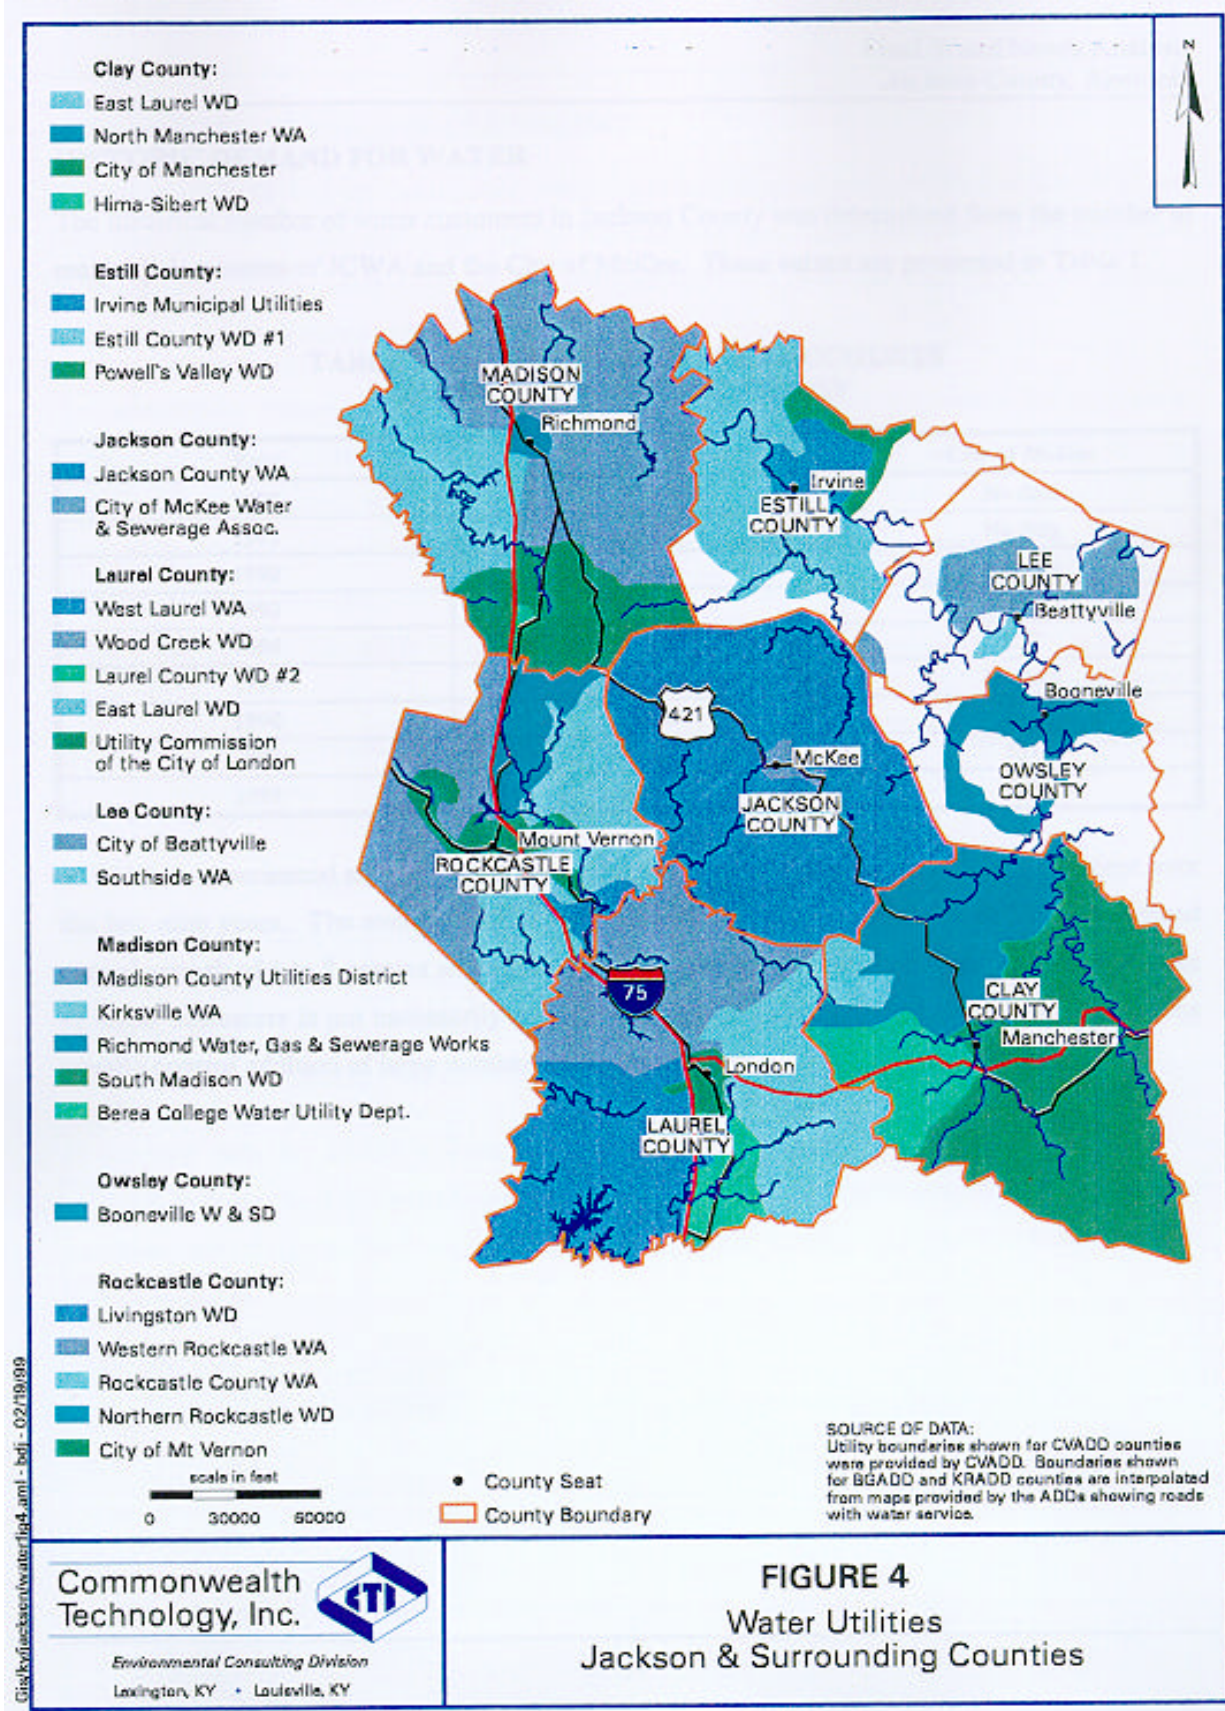 Clay County:
East Laurel WD
North Manchester WA
City of Manchester
Hima-Sibert WD
Estill County:
Irvine Municipal Utilities
Estill County WD #1
Powell's Valley WD
Jackson County:
Jackson County WA
City of McKee Water
& Sewerage Assoc.
Laurel County:
West Laurel WA
Wood Creek WD
Laurel County WD #2
East Laurel WD
Utility Commission
of the City of London
Lee County:
City of Beattyville
Southside WA
Madison County:
Madison County Utilities District
Kirksville WA
Richmond Water, Gas & Sewerage Works
South Madison WD
Berea College Water Utility Dept.
Owsley County:
Booneville W & SD
Rockcastle County:
Livingston WD
Western Rockcastle WA
Rockcastle County WA
Northern Rockcastle WD
City of Mt Vernon
scale in feet
0 30000 60000
N
MADISON
COUNTY
Richmond
Irvine
ESTILL
COUNTY
LEE
COUNTY
Beattyville
Booneville
421
McKee
OWSLEY
COUNTY
JACKSON
COUNTY
Mount Vernon
ROCKCASTLE
COUNTY
75
CLAY
COUNTY
Manchester
London
LAUREL
COUNTY
County Seat
County Boundary
SOURCE OF DATA:
Utility boundaries shown for CVADD counties
were provided by CVADD. Boundaries shown
for BGADD and KRADD counties are interpolated
from maps provided by the ADDs showing roads
with water service.
Gis/ky/jackson/water/fig4.aml - bdj - 02/19/99
Commonwealth
Technology, Inc.
CTI
Environmental Consulting Division
Lexington, KY • Louisville, KY
FIGURE 4
Water Utilities
Jackson & Surrounding Counties